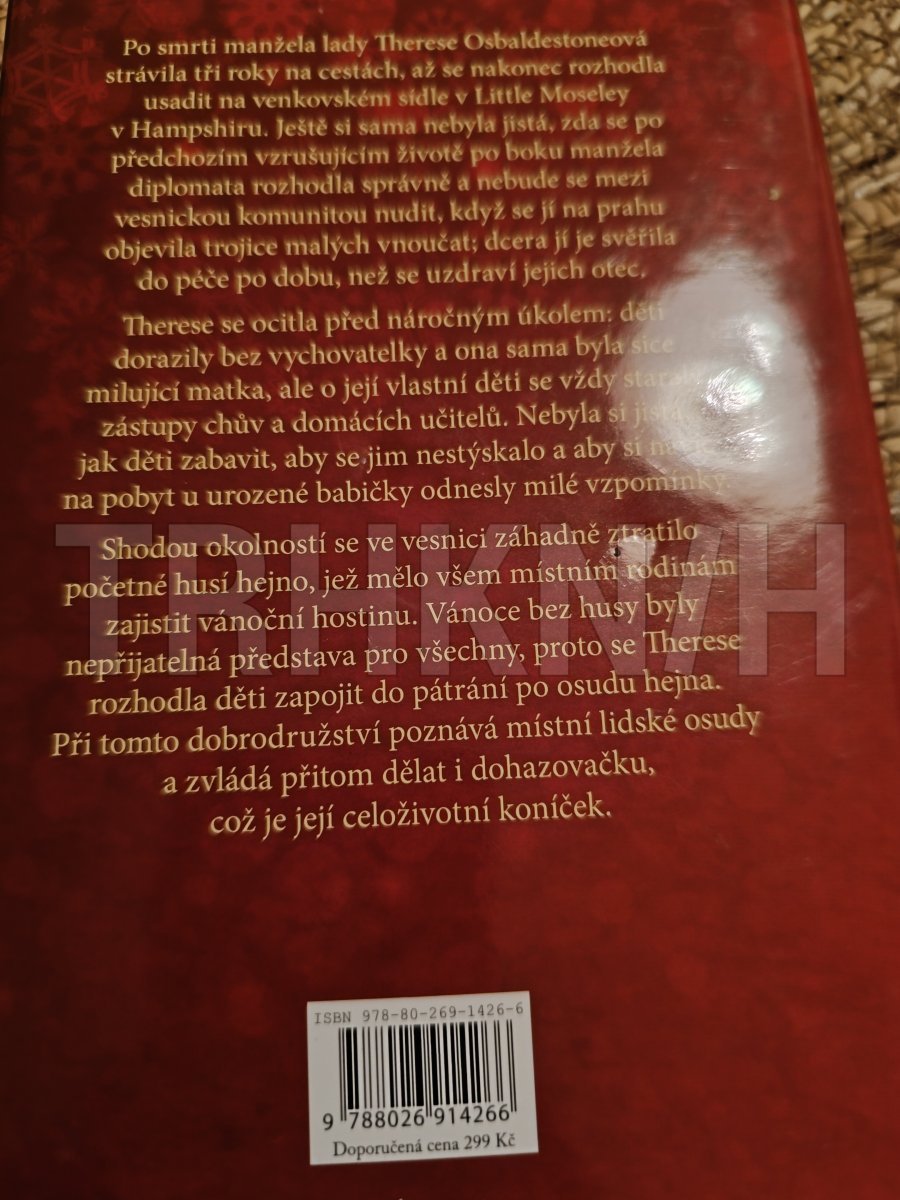 Po smrti manžela lady Therese Osbaldestoneová
strávila tři roky na cestách, až se nakonec rozhodla
usadit na venkovském sídle v Little Moseley
v Hampshiru. Ještě si sama nebyla jistá, zda se po
předchozím vzrušujícím životě po boku manžela
diplomata rozhodla správně a nebude se mezi
vesnickou komunitou nudit, když se jí na prahu
objevila trojice malých vnoučat; dcera jí je svěřila
do péče po dobu, než se uzdraví jejich otec.
Therese se ocitla před náročným úkolem: děti
dorazily bez vychovatelky a ona sama byla sice
milující matka, ale o její vlastní děti se vždy
zástupy chův a domácích učitelů. Nebyla si jistá,
jak děti zabavit, aby se jim nestýskalo a aby si
na pobyt u urozené babičky odnesly milé vzpomínky.
Shodou okolností se ve vesnici záhadně ztratilo
početné husí hejno, jež mělo všem místním rodinám
zajistit vánoční hostinu. Vánoce bez husy byly
nepřijatelná představa pro všechny, proto se Therese
rozhodla děti zapojit do pátrání po osudu hejna.
Při tomto dobrodružství poznává místní lidské osudy
a zvládá přitom dělat i dohazovačku,
což je její celoživotní koníček.
TRHKNIH
ISBN 978-80-269-1426-6
9 788026 914266
Doporučená cena 299 Kč